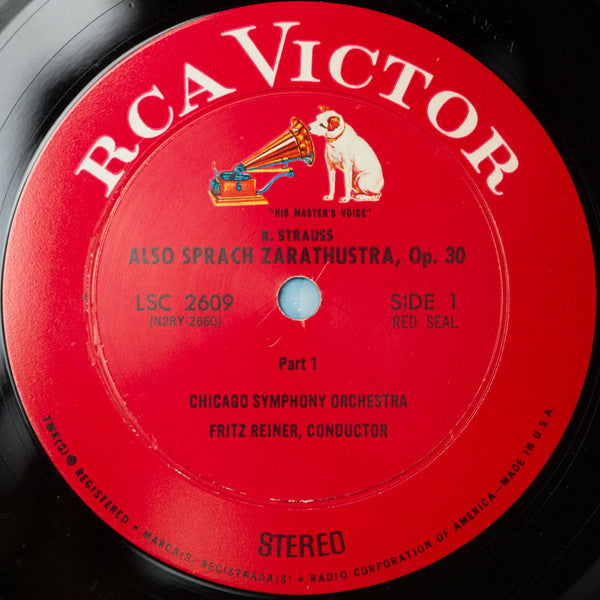 RCA VICTOR
"HIS MASTER'S VOICE"
R. STRAUSS
ALSO SPRACH ZARATHUSTRA, Op. 30
LSC 2609
(N2RY-2660)
SIDE 1
RED SEAL
Part 1
CHICAGO SYMPHONY ORCHESTRA
FRITZ REINER, CONDUCTOR
STEREO
TMK(S) ® REGISTERED • MARCA(S) REGISTRADA(S) • RADIO CORPORATION OF AMERICA—MADE IN U.S.A.